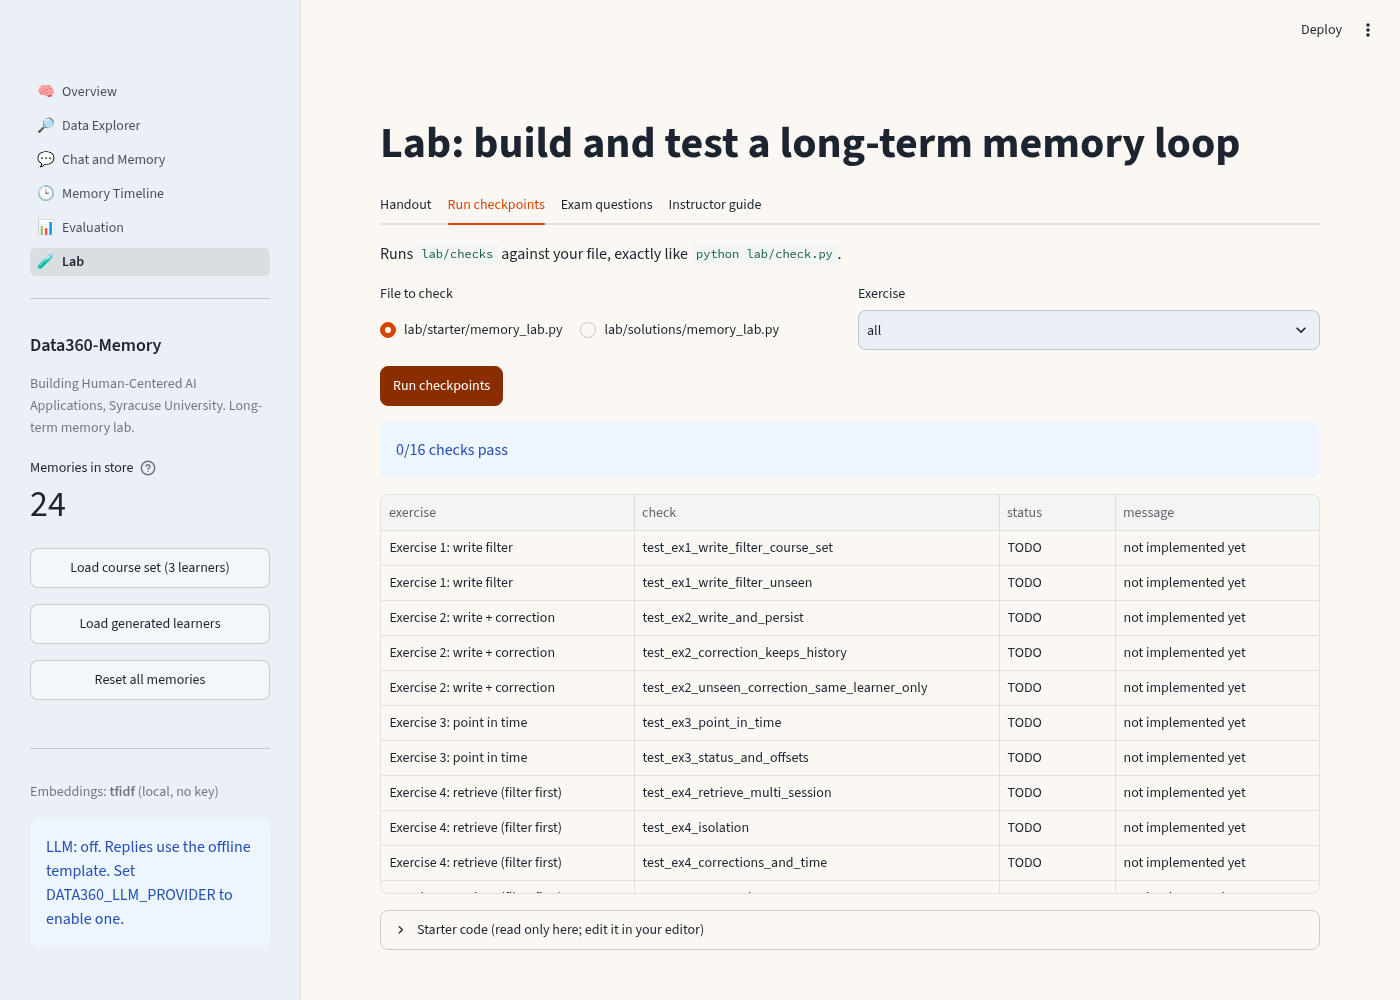 Deploy
Overview
Data Explorer
Chat and Memory
Memory Timeline
Evaluation
Lab
Data360-Memory
Building Human-Centered AI
Applications, Syracuse University. Long-
term memory lab.
Memories in store
24
Load course set (3 learners)
Load generated learners
Reset all memories
Embeddings: tfidf (local, no key)
LLM: off. Replies use the offline
template. Set
DATA360_LLM_PROVIDER to
enable one.
Lab: build and test a long-term memory loop
Handout Run checkpoints Exam questions Instructor guide
Runs lab/checks against your file, exactly like python lab/check.py.
File to check
lab/starter/memory_lab.py lab/solutions/memory_lab.py
Exercise
all
Run checkpoints
0/16 checks pass
exercise check status message
Exercise 1: write filter test_ex1_write_filter_course_set TODO not implemented yet
Exercise 1: write filter test_ex1_write_filter_unseen TODO not implemented yet
Exercise 2: write + correction test_ex2_write_and_persist TODO not implemented yet
Exercise 2: write + correction test_ex2_correction_keeps_history TODO not implemented yet
Exercise 2: write + correction test_ex2_unseen_correction_same_learner_only TODO not implemented yet
Exercise 3: point in time test_ex3_point_in_time TODO not implemented yet
Exercise 3: point in time test_ex3_status_and_offsets TODO not implemented yet
Exercise 4: retrieve (filter first) test_ex4_retrieve_multi_session TODO not implemented yet
Exercise 4: retrieve (filter first) test_ex4_isolation TODO not implemented yet
Exercise 4: retrieve (filter first) test_ex4_corrections_and_time TODO not implemented yet
Starter code (read only here; edit it in your editor)